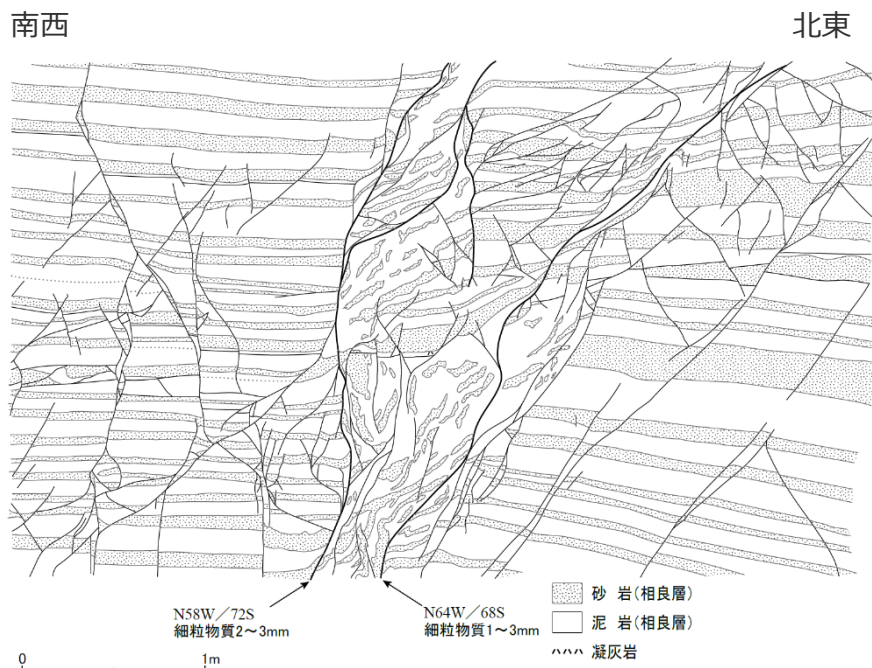 南西
北東
N58W/72S
細粒物質2~3mm
N64W/68S
細粒物質1~3mm
砂 岩(相良層)
泥 岩(相良層)
凝灰岩
0 1m